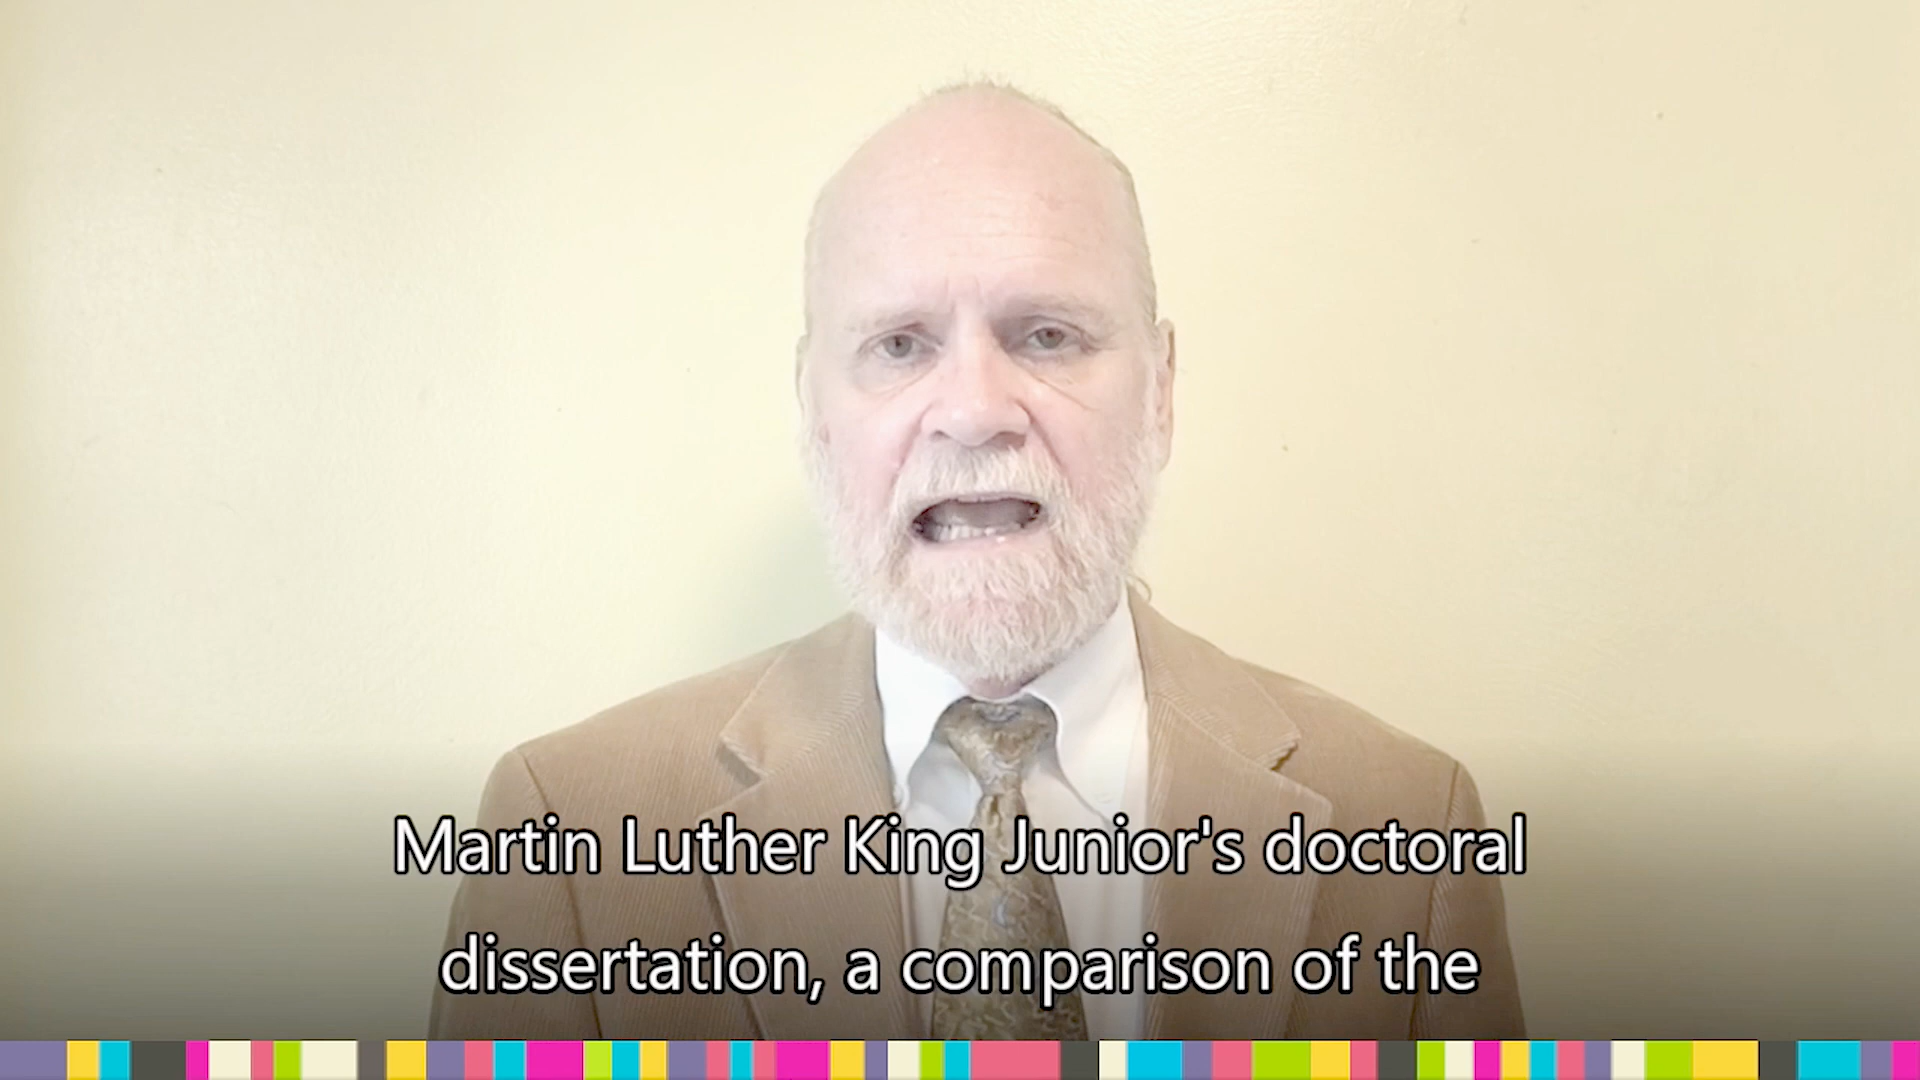 Martin Luther King Junior's doctoral
dissertation, a comparison of the